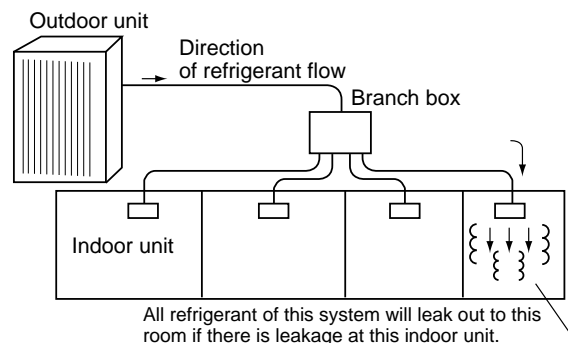 Outdoor unit
Direction
of refrigerant flow
Branch box
Indoor unit
All refrigerant of this system will leak out to this
room if there is leakage at this indoor unit.